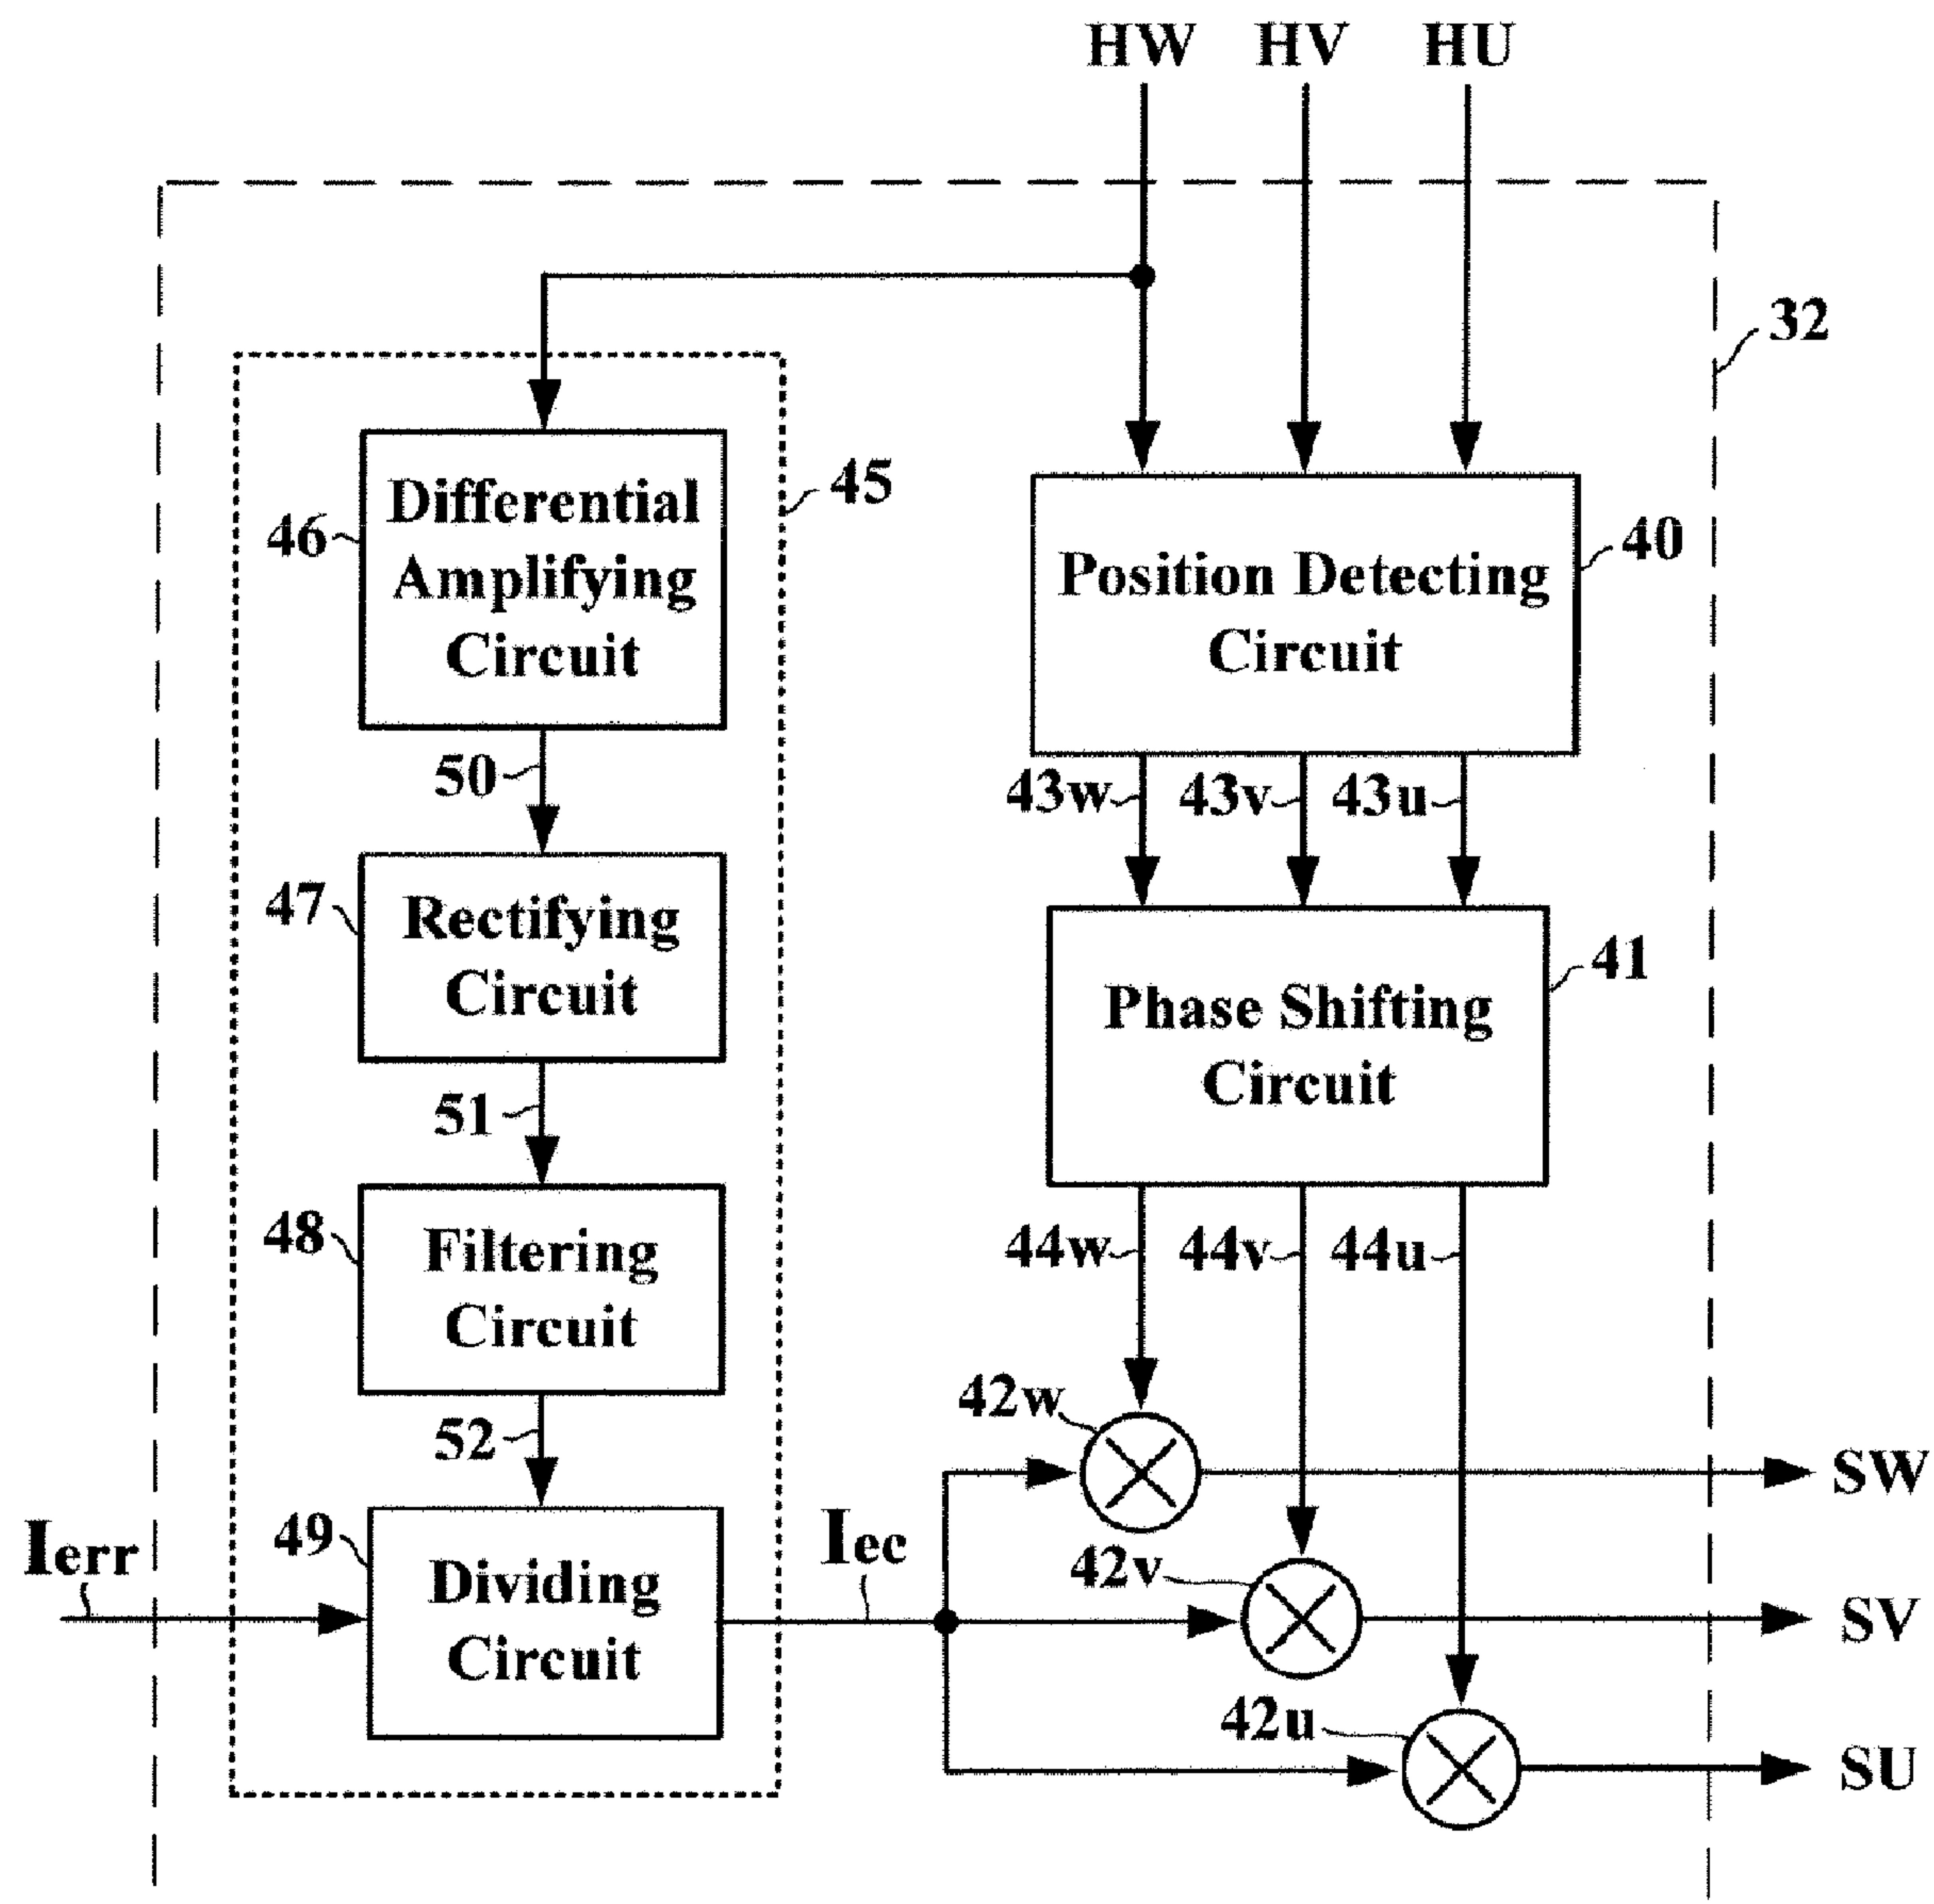 HW HV HU
32
45
46
Differential
Amplifying
Circuit
40
Position Detecting
Circuit
50
43w 43v 43u
47
Rectifying
Circuit
41
Phase Shifting
Circuit
51
48
Filtering
Circuit
44w 44v 44u
52
42w
SW
Ierr
49
Dividing
Circuit
Iec
42v
SV
42u
SU